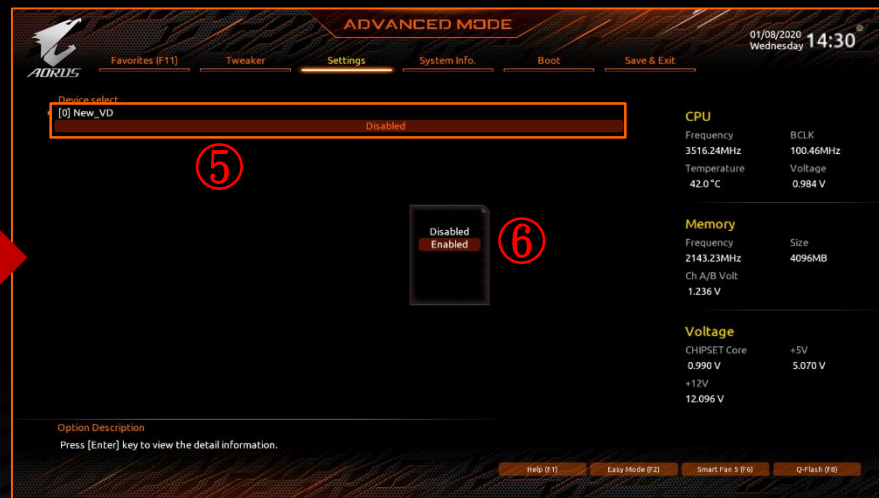 ADVANCED MODE
01/08/2020
Wednesday 14:30
AORUS
Favorites (F11) Tweaker Settings System Info. Boot Save & Exit
Device select
[0] New_VD
Disabled
⑤
Disabled
Enabled
⑥
CPU
Frequency BCLK
3516.24MHz 100.46MHz
Temperature Voltage
42.0°C 0.984 V
Memory
Frequency Size
2143.23MHz 4096MB
Ch A/B Volt
1.236 V
Voltage
CHIPSET Core +5V
0.990 V 5.070 V
+12V
12.096 V
Option Description
Press [Enter] key to view the detail information.
Help (F1) Easy Mode (F2) Smart Fan 5 (F6) Q-Flash (F8)